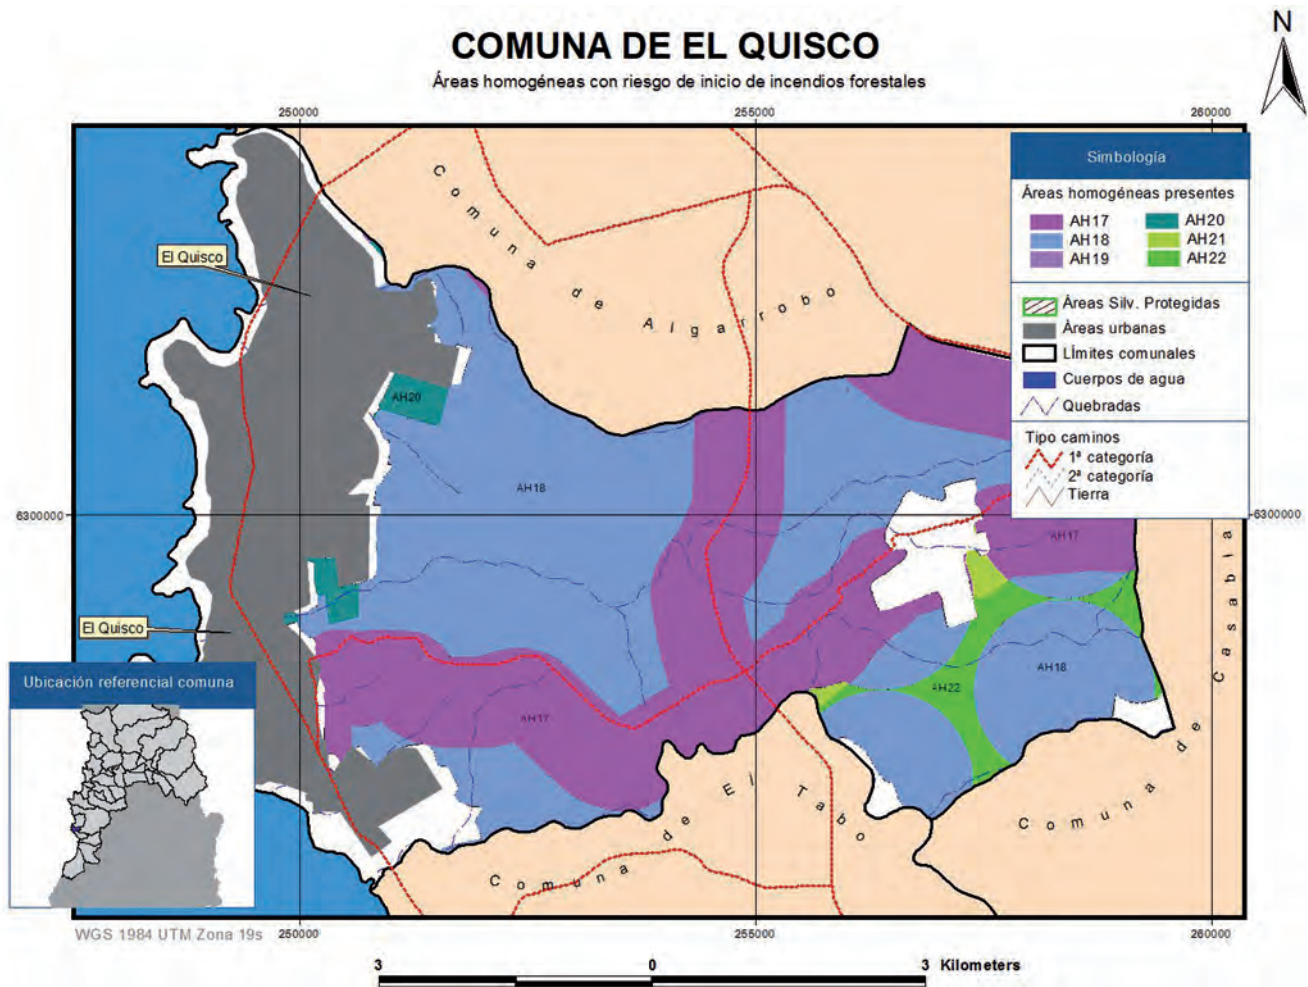 COMUNA DE EL QUISCO
Áreas homogéneas con riesgo de inicio de incendios forestales
N
250000
255000
260000
Simbología
Áreas homogéneas presentes
AH17
AH20
AH18
AH21
AH19
AH22
Áreas Silv. Protegidas
Àreas urbanas
LÍmites comunales
Cuerpos de agua
Quebradas
Tipo caminos
1ª categoría
2ª categoría
Tierra
Comuna de Algarrobo
El Quisco
AH20
AH18
6300000
6300000
AH17
El Quisco
AH18
AH22
AH17
Comuna de El Tabo
Comuna de Casabla
Ubicación referencial comuna
WGS 1984 UTM Zona 19s
250000
255000
260000
3
0
3
Kilometers